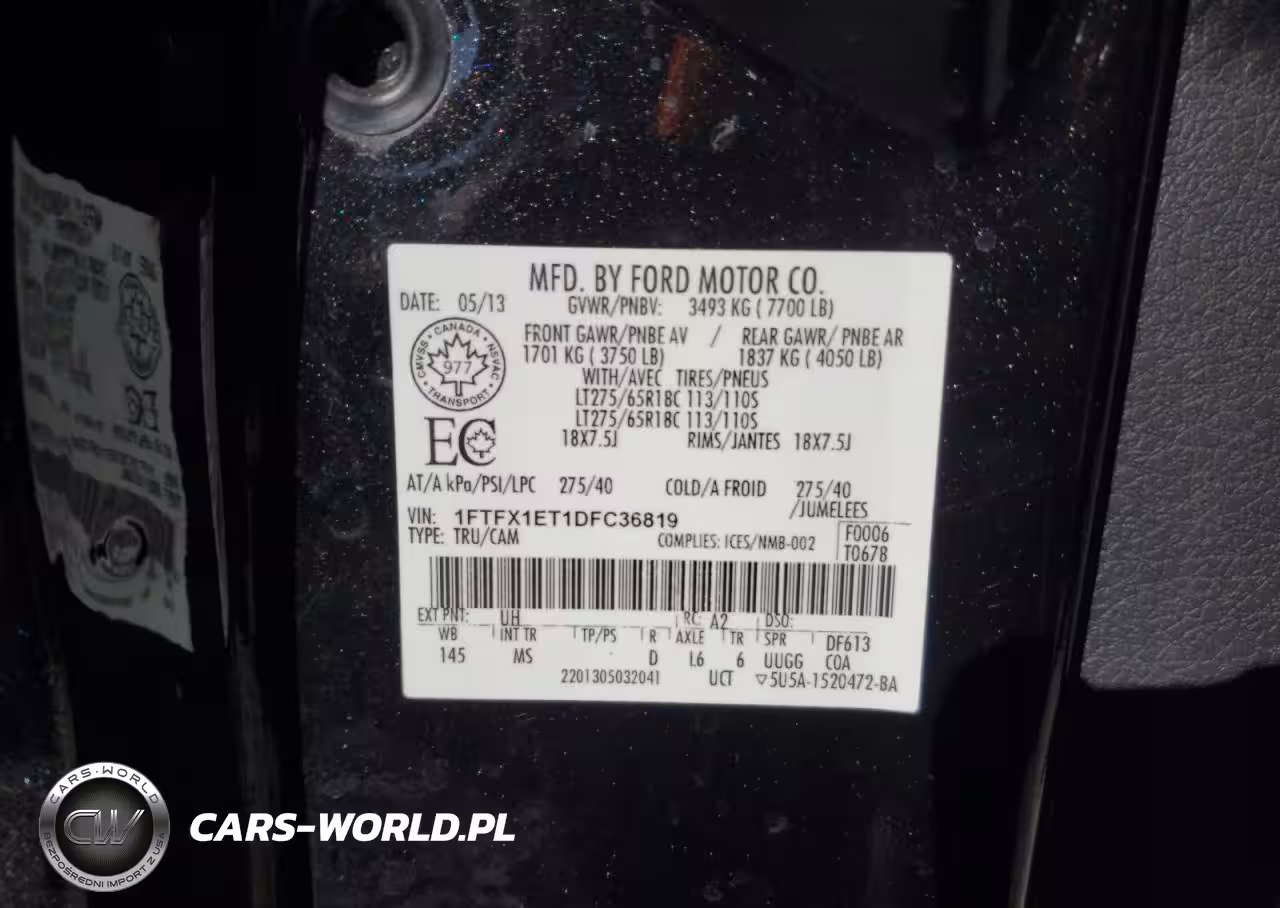 MFD. BY FORD MOTOR CO.
DATE: 05/13
GVWR/PNBV: 3493 KG ( 7700 LB)
FRONT GAWR/PNBE AV / REAR GAWR/ PNBE AR
1701 KG ( 3750 LB) 1837 KG ( 4050 LB)
WITH/AVEC TIRES/PNEUS
LT275/65R18C 113/110S
LT275/65R18C 113/110S
18X7.5J RIMS/JANTES 18X7.5J
CANADA
CMVSS NSVAC
977
TRANSPORT
EC
AT/A kPa/PSI/LPC 275/40 COLD/A FROID 275/40
/JUMELEES
VIN: 1FTFX1ET1DFC36819
TYPE: TRU/CAM COMPLIES: ICES/NMB-002
F0006
T0678
EXT PNT: UH RC: A2 DSO:
WB INT TR TP/PS R AXLE TR SPR DF613
145 MS D L6 6 UUGG COA
2201305032041 UCT ▽5U5A-1520472-BA
CARS-WORLD
CW
BEZPOŚREDNI IMPORT Z USA
CARS-WORLD.PL